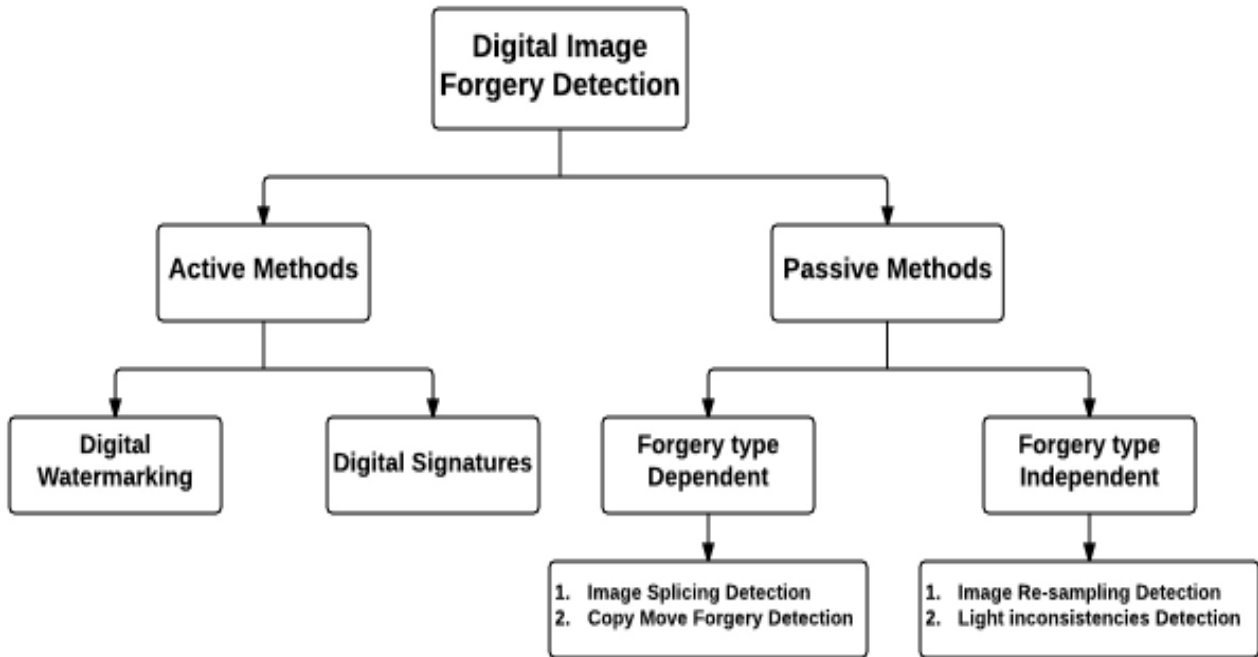 Digital Image
Forgery Detection
Active Methods
Passive Methods
Digital
Watermarking
Digital Signatures
Forgery type
Dependent
Forgery type
Independent
1. Image Splicing Detection
2. Copy Move Forgery Detection
1. Image Re-sampling Detection
2. Light inconsistencies Detection